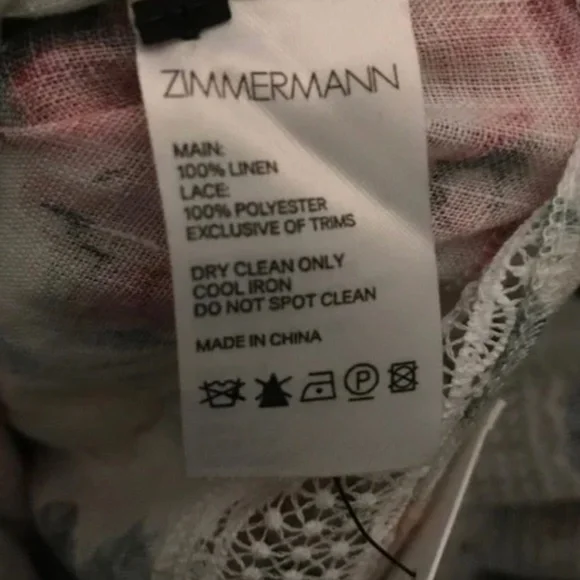 ZIMMERMANN
MAIN:
100% LINEN
LACE:
100% POLYESTER
EXCLUSIVE OF TRIMS
DRY CLEAN ONLY
COOL IRON
DO NOT SPOT CLEAN
MADE IN CHINA
P